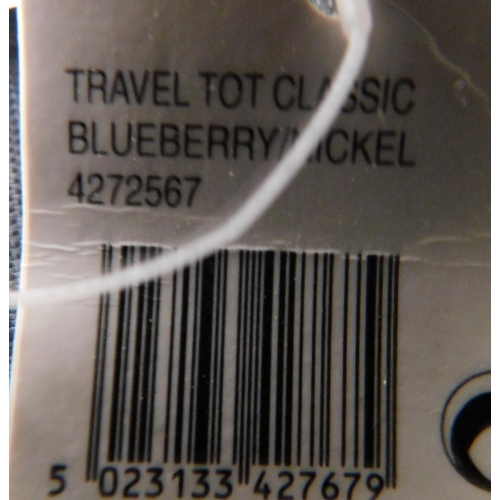 TRAVEL TOT CLASSIC
BLUEBERRY/NICKEL
4272567
5 023133 427679